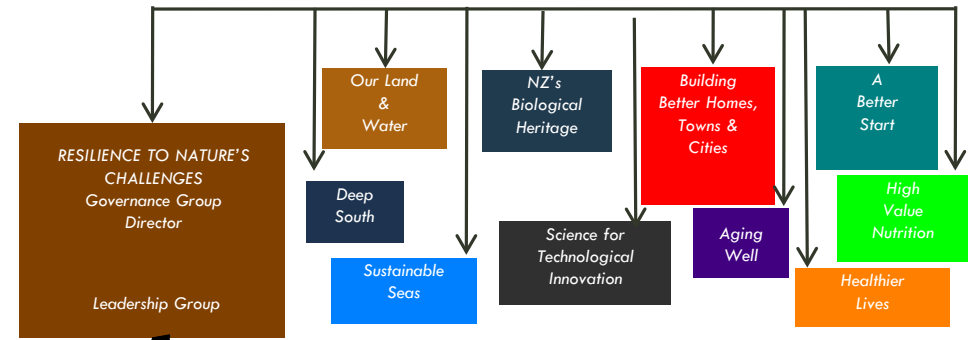 RESILIENCE TO NATURE'S
CHALLENGES
Governance Group
Director
Leadership Group
Our Land
&
Water
Deep
South
Sustainable
Seas
NZ's
Biological
Heritage
Science for
Technological
Innovation
Building
Better Homes,
Towns &
Cities
Aging
Well
A
Better
Start
High
Value
Nutrition
Healthier
Lives